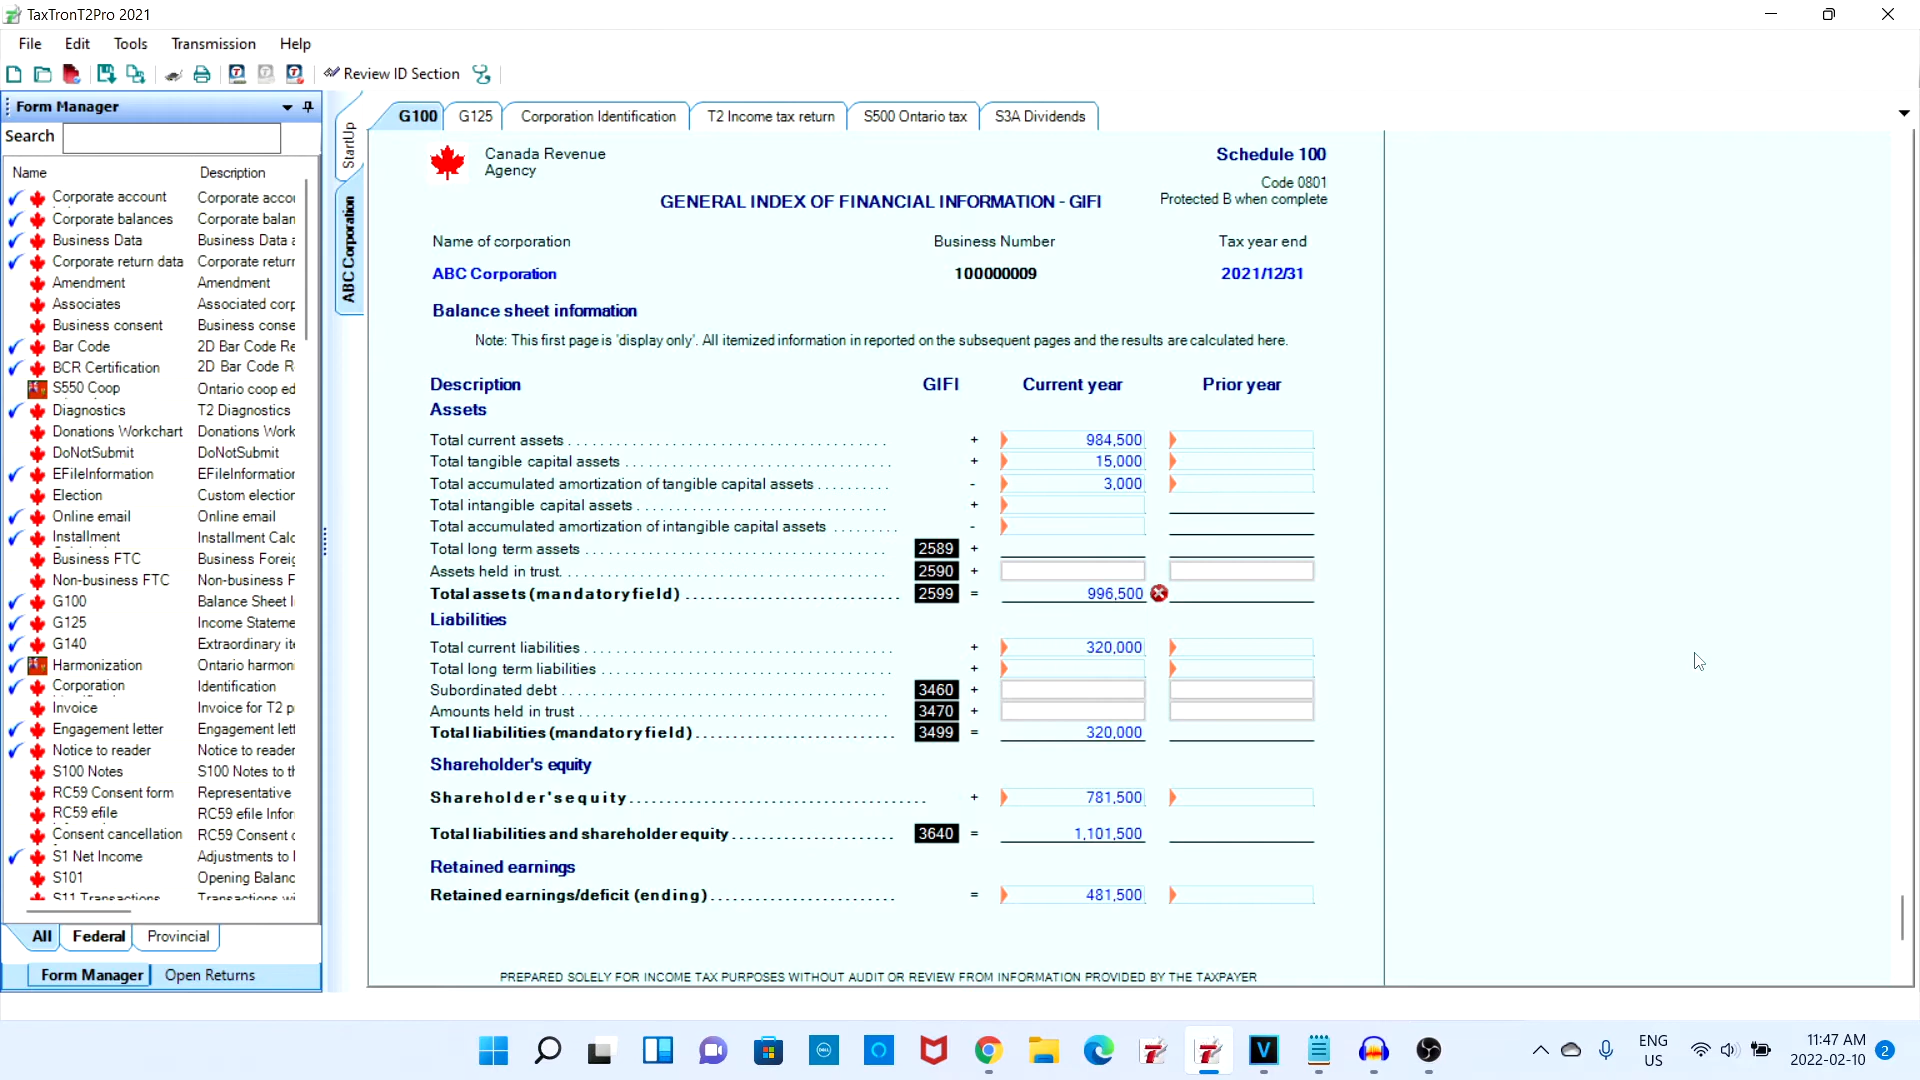 TaxTronT2Pro 2021
File Edit Tools Transmission Help
Review ID Section
Form Manager
Search
Name Description
Corporate account Corporate accou
Corporate balances Corporate balan
Business Data Business Data a
Corporate return data Corporate return
Amendment Amendment
Associates Associated corp
Business consent Business conse
Bar Code 2D Bar Code Re
BCR Certification 2D Bar Code R
S550 Coop Ontario coop ed
Diagnostics T2 Diagnostics
Donations Workchart Donations Work
DoNotSubmit DoNotSubmit
EFileInformation EFileInformation
Election Custom election
Online email Online email
Installment Installment Calc
Business FTC Business Foreig
Non-business FTC Non-business F
G100 Balance Sheet I
G125 Income Stateme
G140 Extraordinary ite
Harmonization Ontario harmoni
Corporation Identification
Invoice Invoice for T2 p
Engagement letter Engagement lett
Notice to reader Notice to reader
S100 Notes S100 Notes to th
RC59 Consent form Representative
RC59 efile RC59 efile Infor
Consent cancellation RC59 Consent c
S1 Net Income Adjustments to I
S101 Opening Balanc
S11 Transactions Transactions wi
All Federal Provincial
Form Manager Open Returns
StartUp
ABC Corporation
G100 G125 Corporation Identification T2 Income tax return S500 Ontario tax S3A Dividends
Canada Revenue
Agency
Schedule 100
Code 0801
Protected B when complete
GENERAL INDEX OF FINANCIAL INFORMATION - GIFI
Name of corporation Business Number Tax year end
ABC Corporation 100000009 2021/12/31
Balance sheet information
Note: This first page is 'display only'. All itemized information in reported on the subsequent pages and the results are calculated here.
Description GIFI Current year Prior year
Assets
Total current assets + 984,500
Total tangible capital assets + 15,000
Total accumulated amortization of tangible capital assets - 3,000
Total intangible capital assets +
Total accumulated amortization of intangible capital assets -
Total long term assets 2589 +
Assets held in trust. 2590 +
Total assets (mandatory field) 2599 = 996,500
Liabilities
Total current liabilities + 320,000
Total long term liabilities +
Subordinated debt 3460 +
Amounts held in trust 3470 +
Total liabilities (mandatory field) 3499 = 320,000
Shareholder's equity
Shareholder's equity + 781,500
Total liabilities and shareholder equity 3640 = 1,101,500
Retained earnings
Retained earnings/deficit (ending) = 481,500
PREPARED SOLELY FOR INCOME TAX PURPOSES WITHOUT AUDIT OR REVIEW FROM INFORMATION PROVIDED BY THE TAXPAYER
DELL
V
ENG
US
11:47 AM
2022-02-10
2